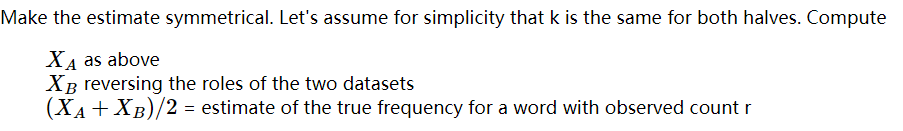 Make the estimate symmetrical. Let's assume for simplicity that k is the same for both halves. Compute
X_A as above
X_B reversing the roles of the two datasets
(X_A + X_B)/2 = estimate of the true frequency for a word with observed count r